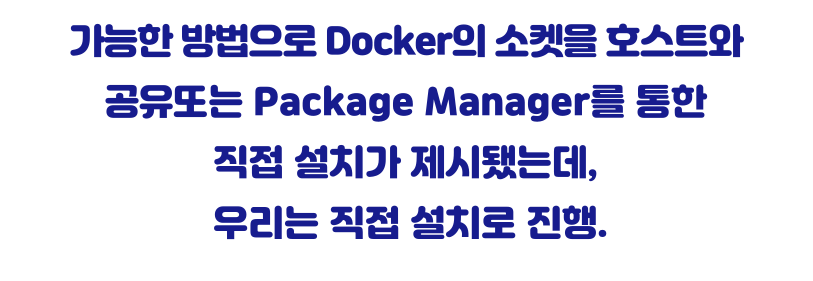 가능한 방법으로 Docker의 소켓을 호스트와
공유또는 Package Manager를 통한
직접 설치가 제시됐는데,
우리는 직접 설치로 진행.